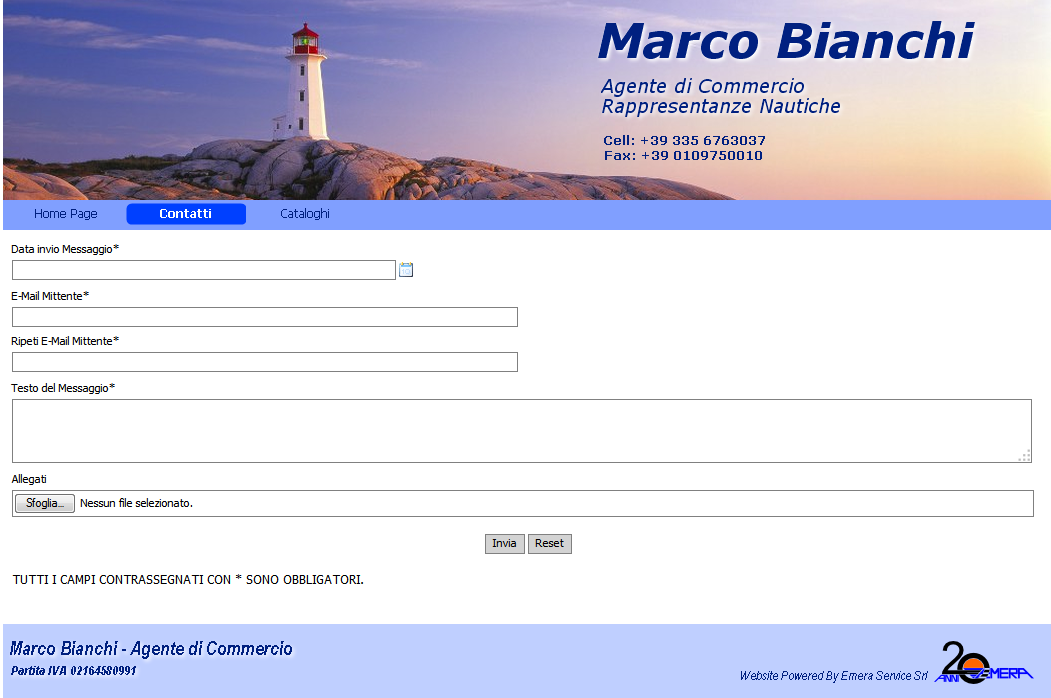 Marco Bianchi
Agente di Commercio
Rappresentanze Nautiche
Cell: +39 335 6763037
Fax: +39 0109750010
Home Page Contatti Cataloghi
Data invio Messaggio*
E-Mail Mittente*
Ripeti E-Mail Mittente*
Testo del Messaggio*
Allegati
Sfoglia... Nessun file selezionato.
Invia Reset
TUTTI I CAMPI CONTRASSEGNATI CON * SONO OBBLIGATORI.
Marco Bianchi - Agente di Commercio
Partita IVA 02164580991
Website Powered By Emera Service Srl
20 ANNI EMERA